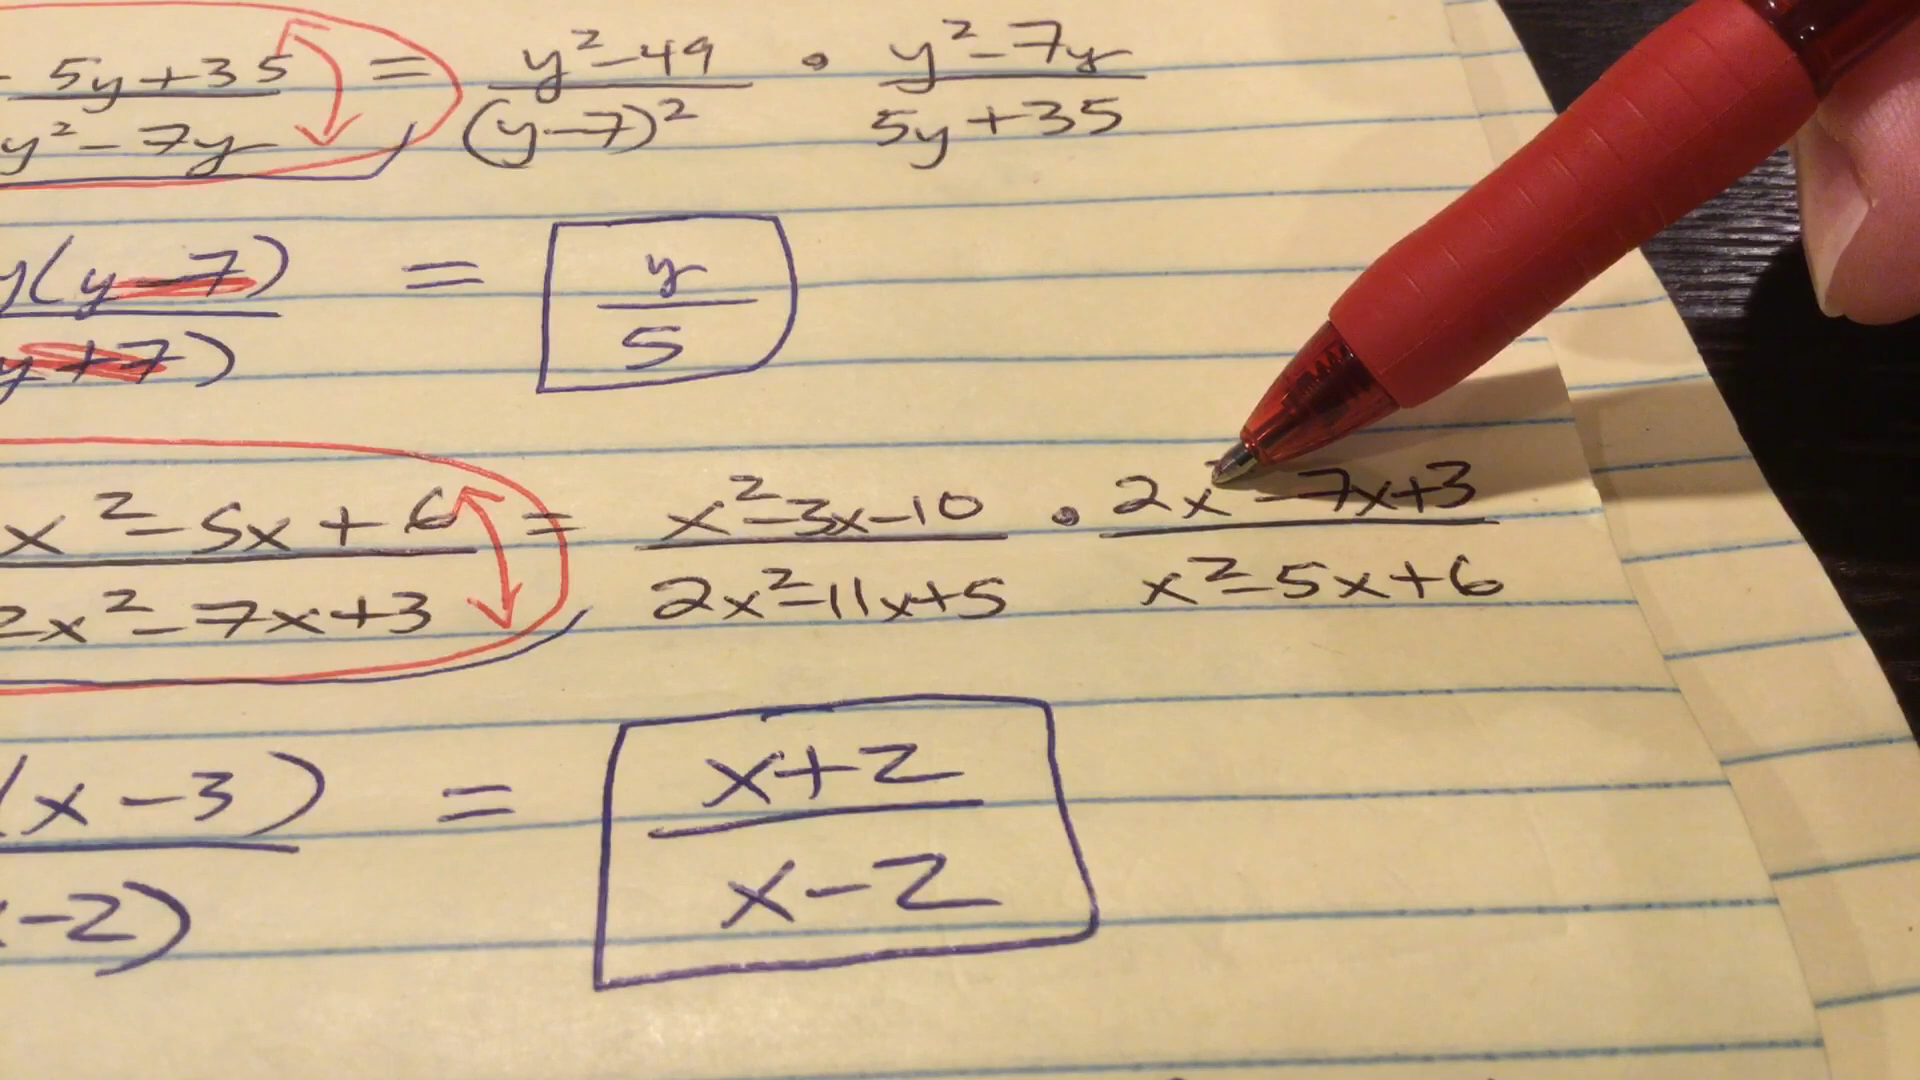 5y+35 = y²-49 • y²-7y
y²-7y (y-7)² 5y+35
y(y-7) = y
y+7) 5
x²-5x+6 = x²-3x-10 • 2x -7x+3
2x²-7x+3 2x²-11x+5 x²-5x+6
(x-3) = x+2
-2) x-2